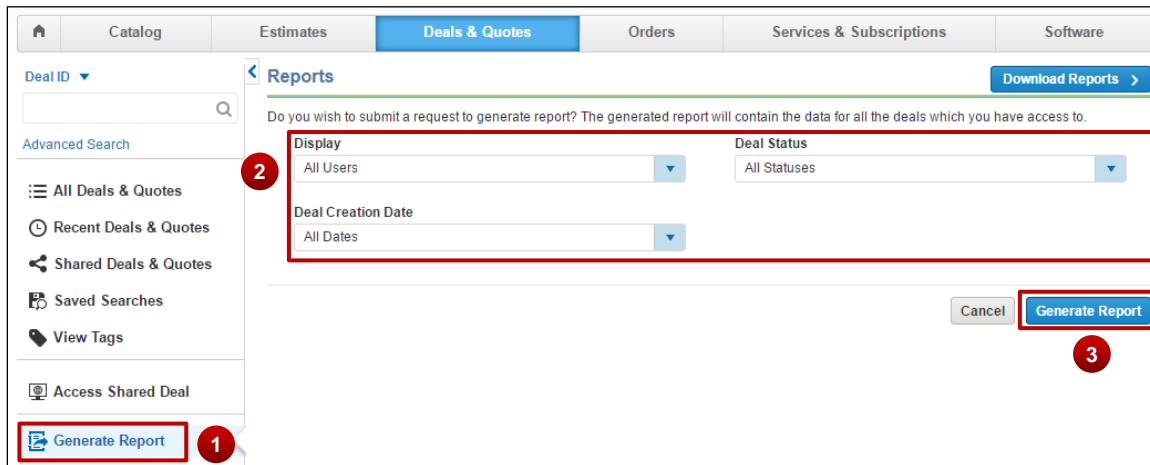 Catalog Estimates Deals & Quotes Orders Services & Subscriptions Software
Deal ID
Advanced Search
All Deals & Quotes
Recent Deals & Quotes
Shared Deals & Quotes
Saved Searches
View Tags
Access Shared Deal
Generate Report 1
Reports Download Reports
Do you wish to submit a request to generate report? The generated report will contain the data for all the deals which you have access to.
2
Display Deal Status
All Users All Statuses
Deal Creation Date
All Dates
Cancel Generate Report
3